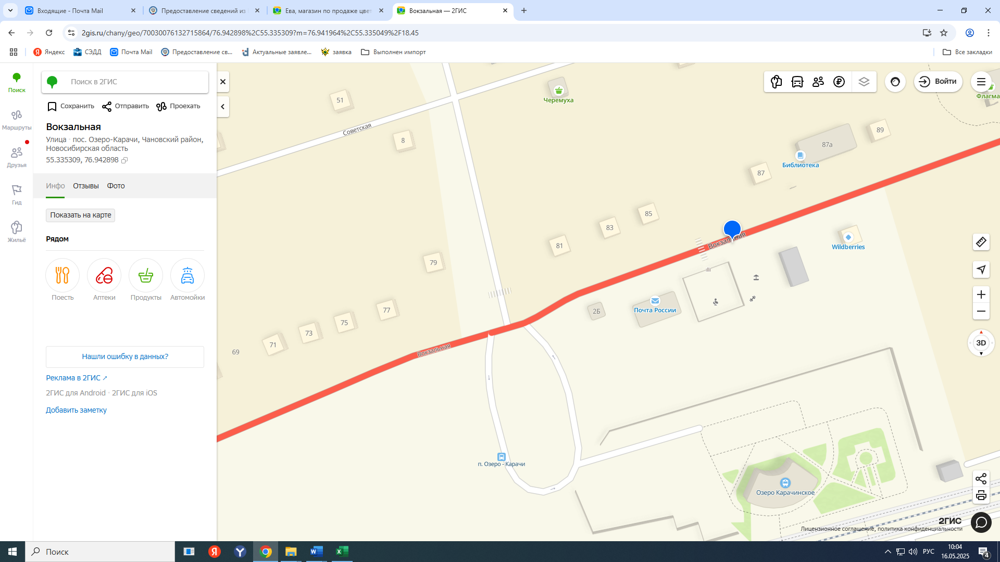 Входящие - Почта Mail
Предоставление сведений из
Ева, магазин по продаже цвет
Вокзальная — 2ГИС
2gis.ru/chany/geo/70030076132715864/76.942898%2C55.335309?m=76.941964%2C55.335049%2F18.45
Яндекс
СЭДД
Почта Mail
Предоставление св...
Актуальные заявле...
заявка
Выполнен импорт
Все закладки
Поиск
Маршруты
Друзья
Гид
Жильё
Поиск в 2ГИС
Сохранить
Отправить
Проехать
Вокзальная
Улица · пос. Озеро-Карачи, Чановский район,
Новосибирская область
55.335309, 76.942898
Инфо
Отзывы
Фото
Показать на карте
Рядом
Поесть
Аптеки
Продукты
Автомойки
Нашли ошибку в данных?
Реклама в 2ГИС ↗
2ГИС для Android · 2ГИС для iOS
Добавить заметку
Войти
51
Черемуха
Флагма
Советская
8
89
87а
Библиотека
87
85
83
81
Вокзальная
Wildberries
79
77
2Б
Почта России
75
73
71
69
Вокзальная
3D
п. Озеро - Карачи
Озеро Карачинское
2ГИС
Лицензионное соглашение, политика конфиденциальности
Поиск
РУС
10:04
16.05.2025
4